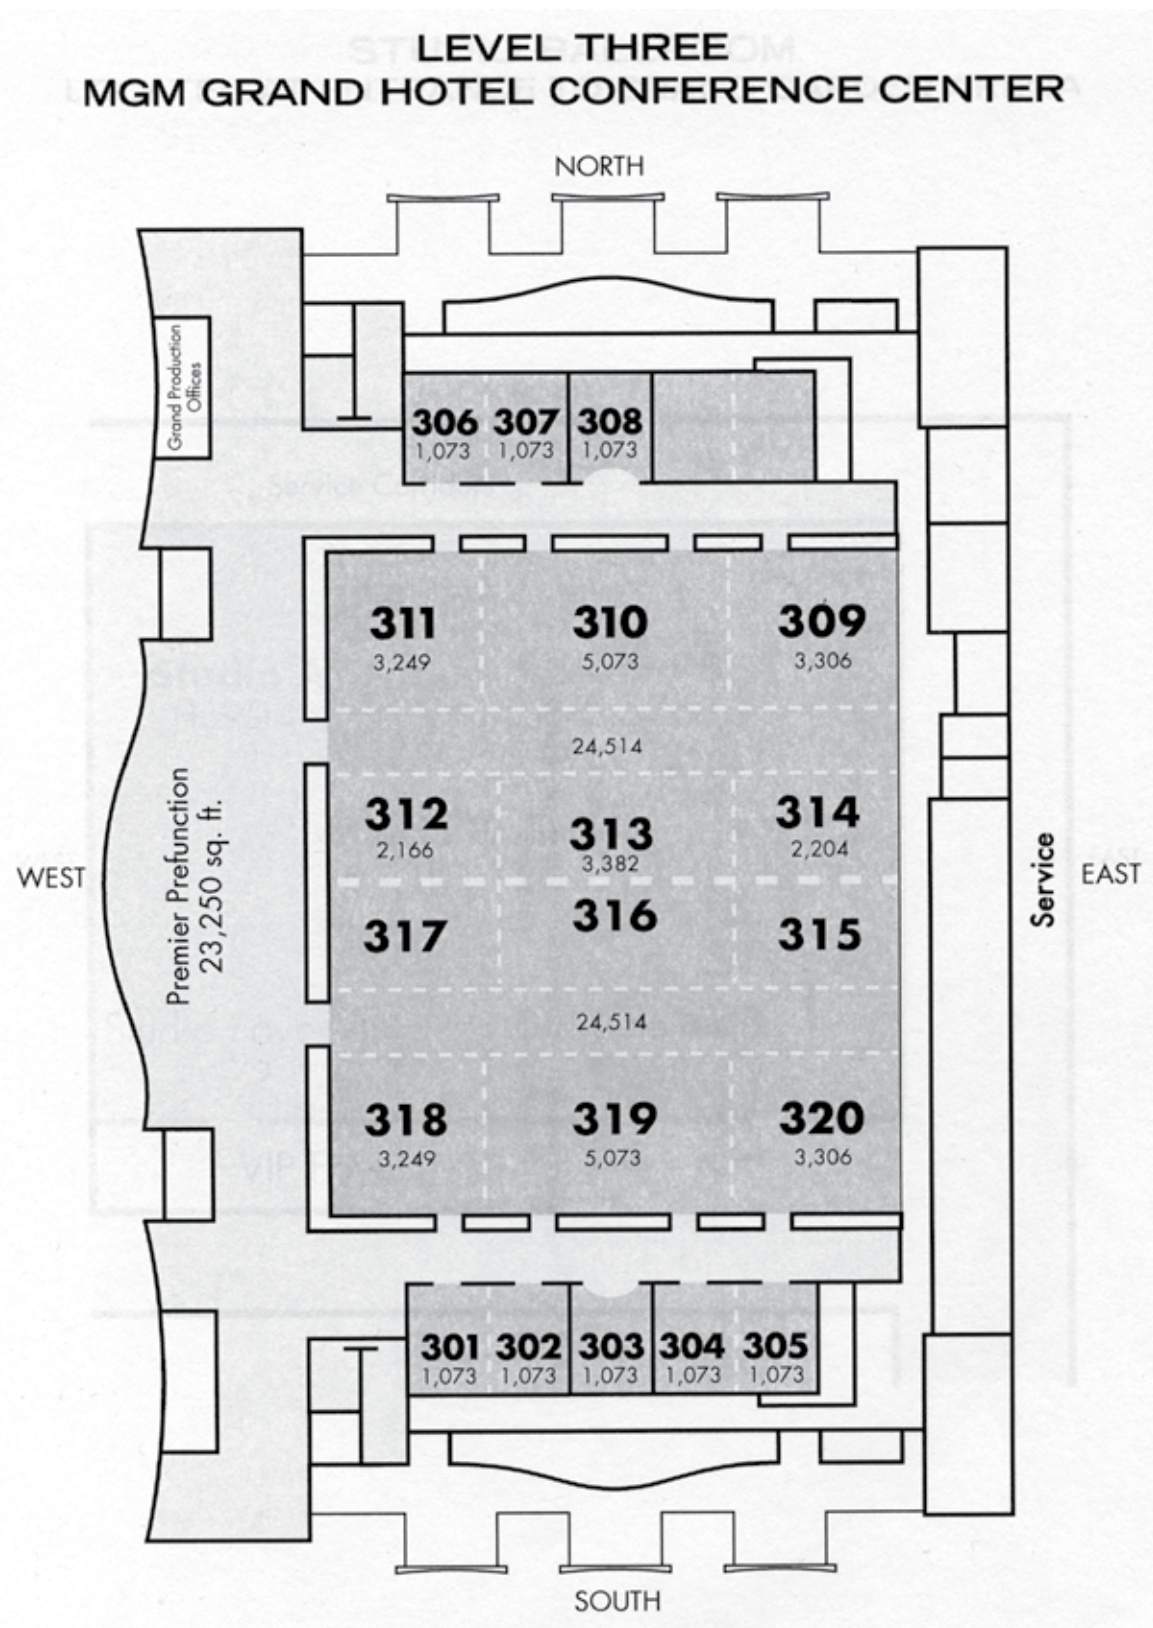 LEVEL THREE
MGM GRAND HOTEL CONFERENCE CENTER
NORTH
Grand Production
Offices
306 307 308
1,073 1,073 1,073
311 310 309
3,249 5,073 3,306
24,514
312 313 314
2,166 3,382 2,204
WEST
Premier Prefunction
23,250 sq. ft.
Service
EAST
317 316 315
24,514
318 319 320
3,249 5,073 3,306
301 302 303 304 305
1,073 1,073 1,073 1,073 1,073
SOUTH